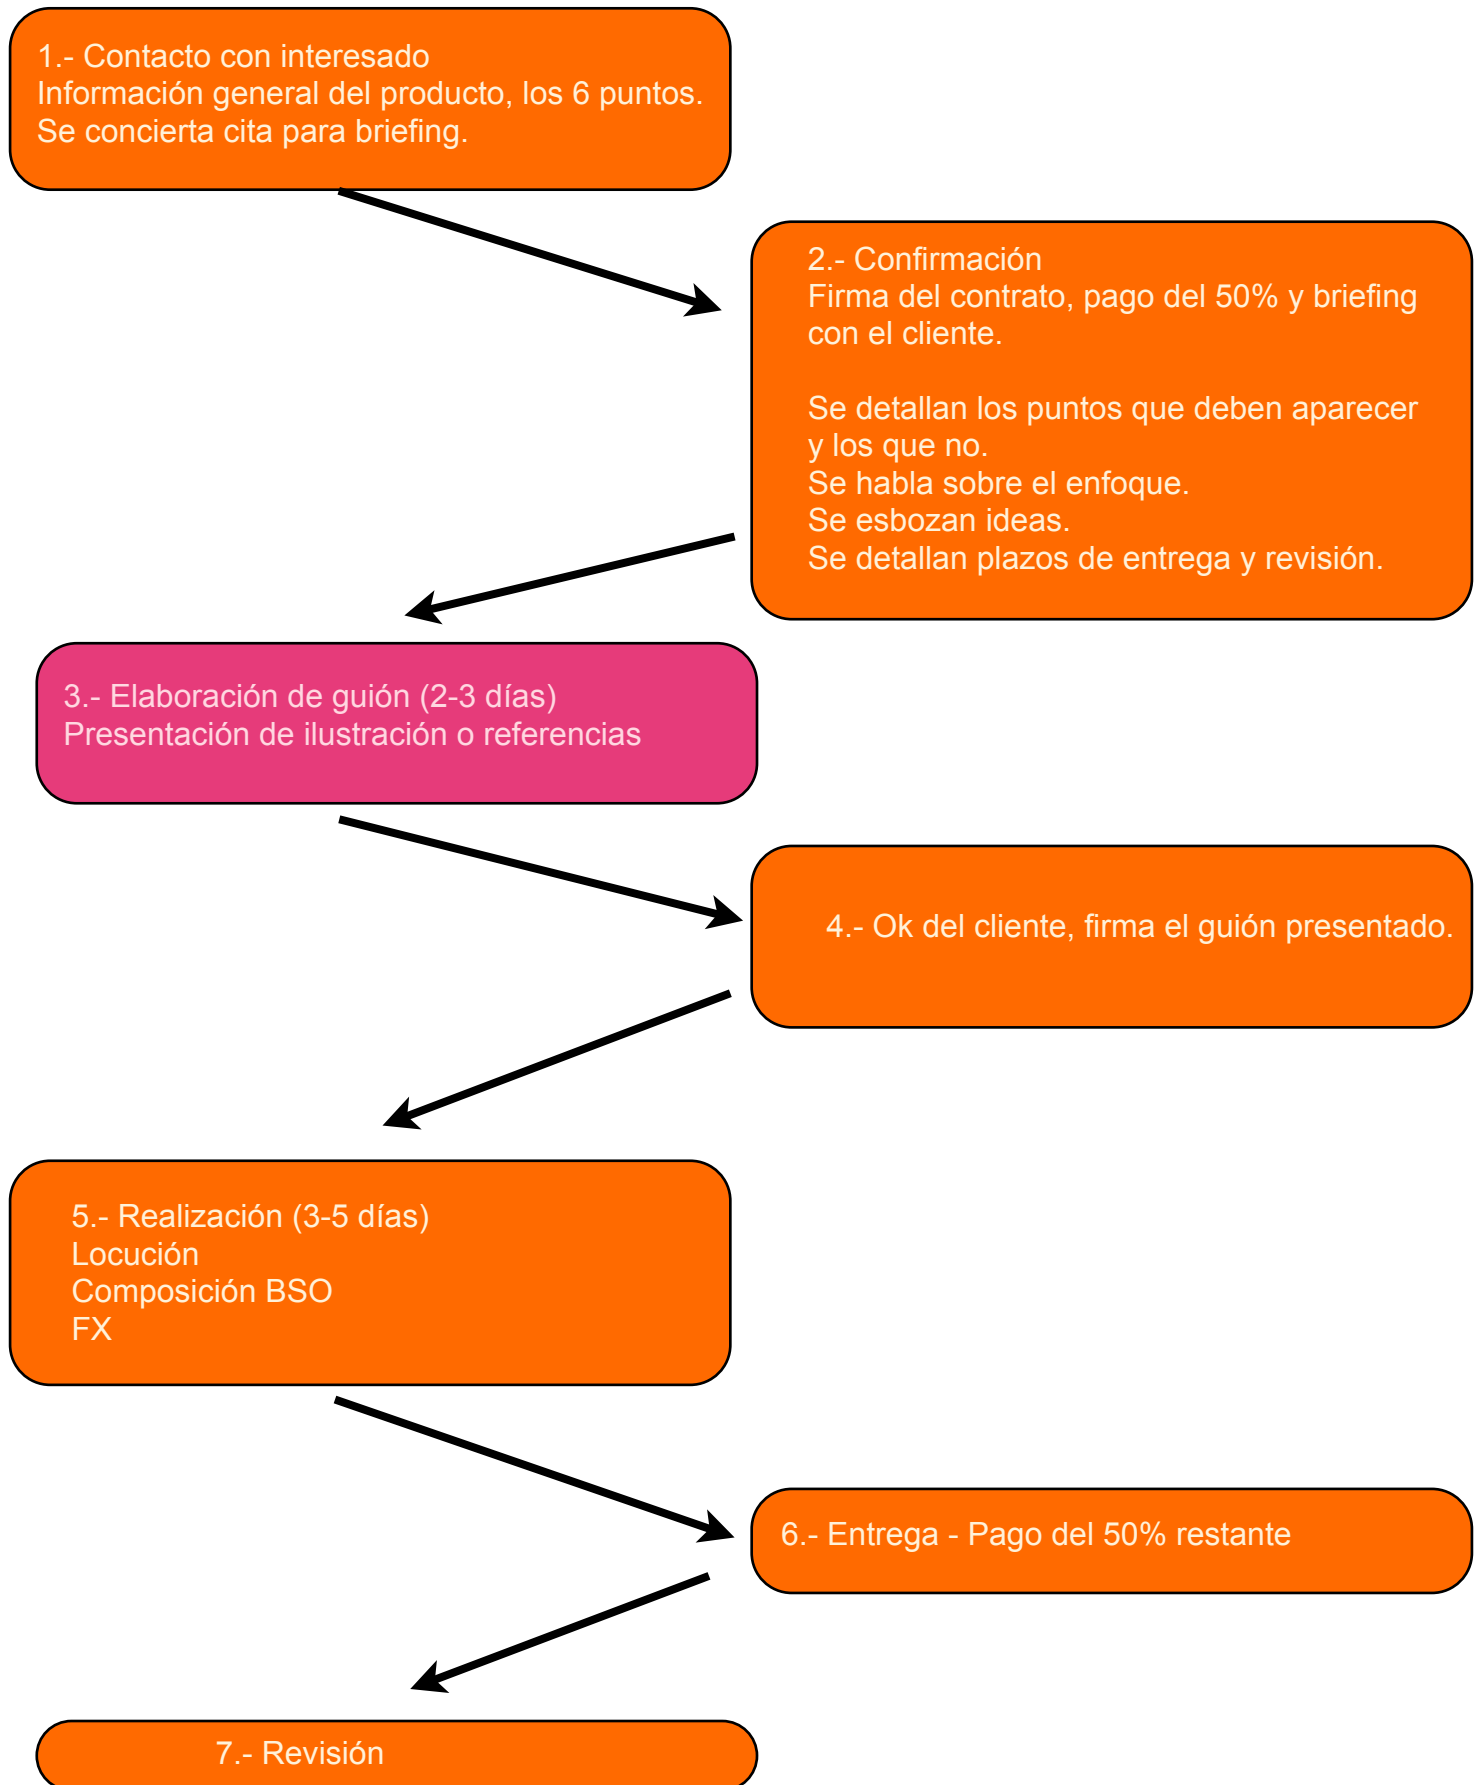 1.- Contacto con interesado
Información general del producto, los 6 puntos.
Se concierta cita para briefing.
2.- Confirmación
Firma del contrato, pago del 50% y briefing
con el cliente.
Se detallan los puntos que deben aparecer
y los que no.
Se habla sobre el enfoque.
Se esbozan ideas.
Se detallan plazos de entrega y revisión.
3.- Elaboración de guión (2-3 días)
Presentación de ilustración o referencias
4.- Ok del cliente, firma el guión presentado.
5.- Realización (3-5 días)
Locución
Composición BSO
FX
6.- Entrega - Pago del 50% restante
7.- Revisión